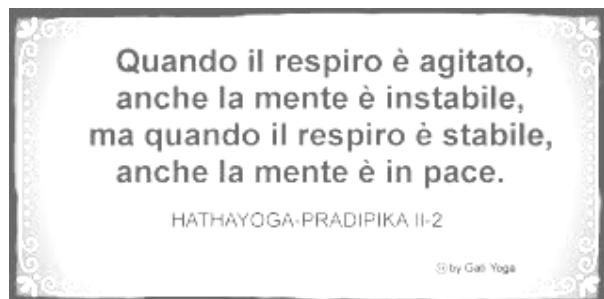 Quando il respiro è agitato,
anche la mente è instabile,
ma quando il respiro è stabile,
anche la mente è in pace.
HATHAYOGA-PRADIPIKA II-2
by Gati Yoga